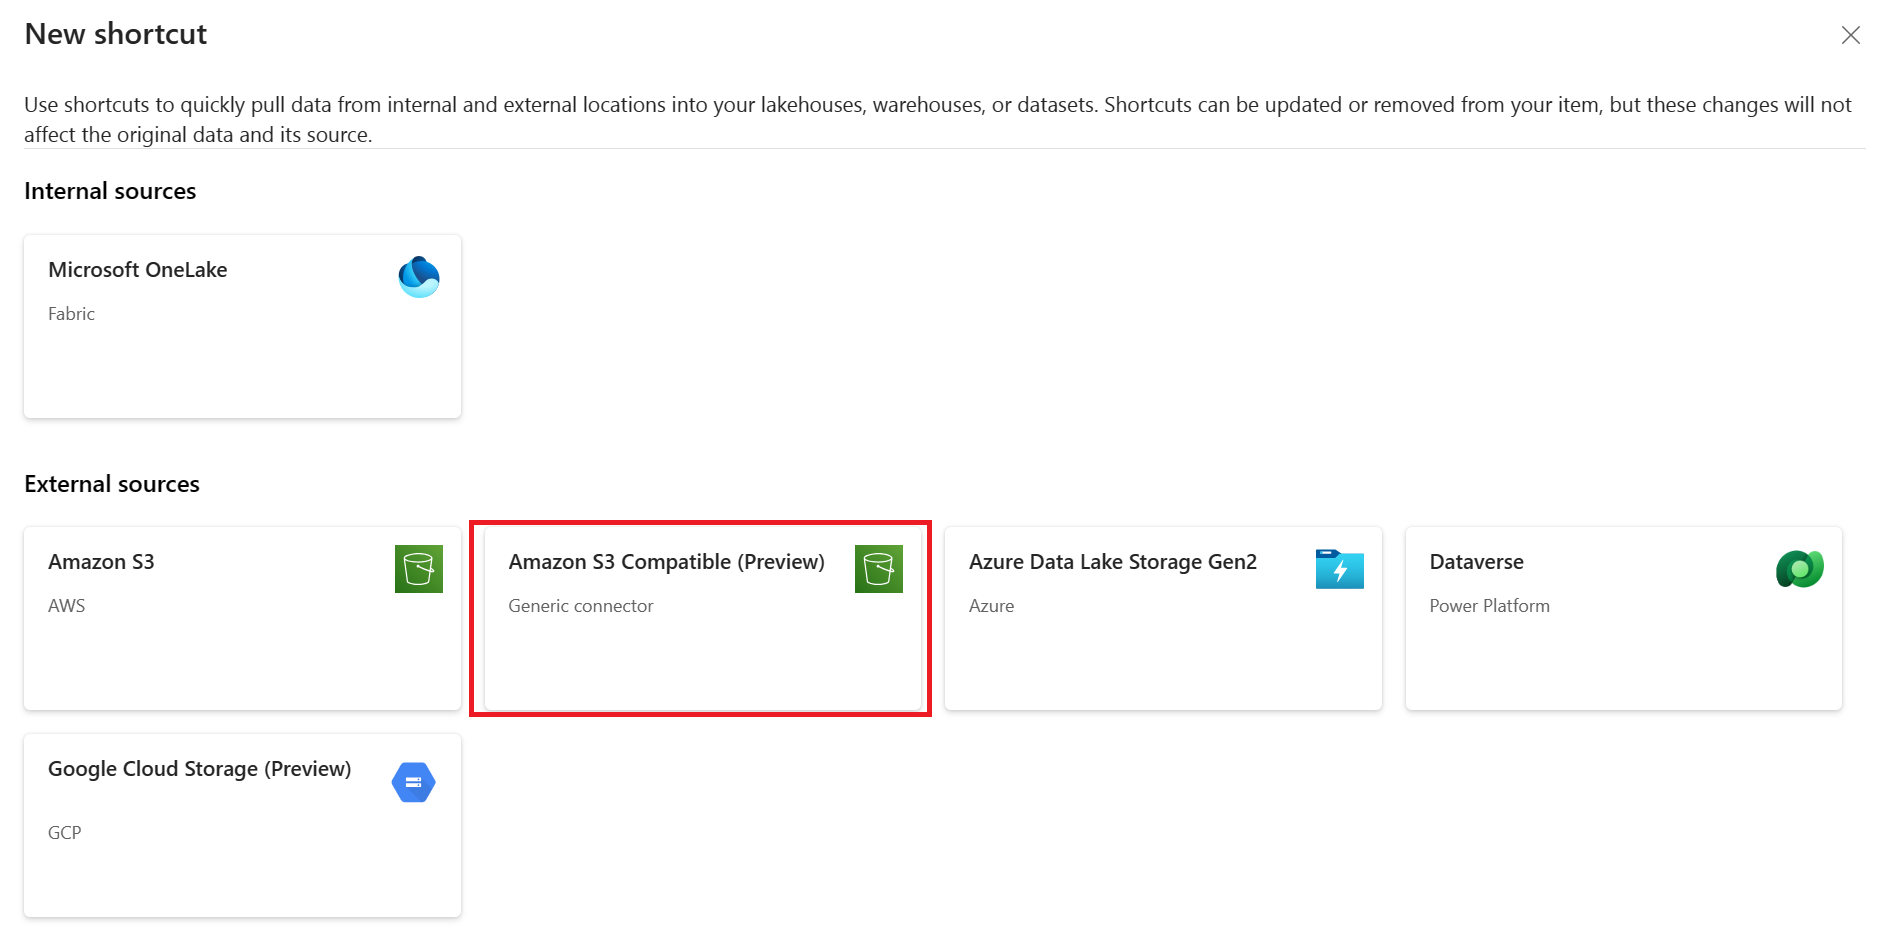 New shortcut
Use shortcuts to quickly pull data from internal and external locations into your lakehouses, warehouses, or datasets. Shortcuts can be updated or removed from your item, but these changes will not
affect the original data and its source.
Internal sources
Microsoft OneLake
Fabric
External sources
Amazon S3
AWS
Amazon S3 Compatible (Preview)
Generic connector
Azure Data Lake Storage Gen2
Azure
Dataverse
Power Platform
Google Cloud Storage (Preview)
GCP